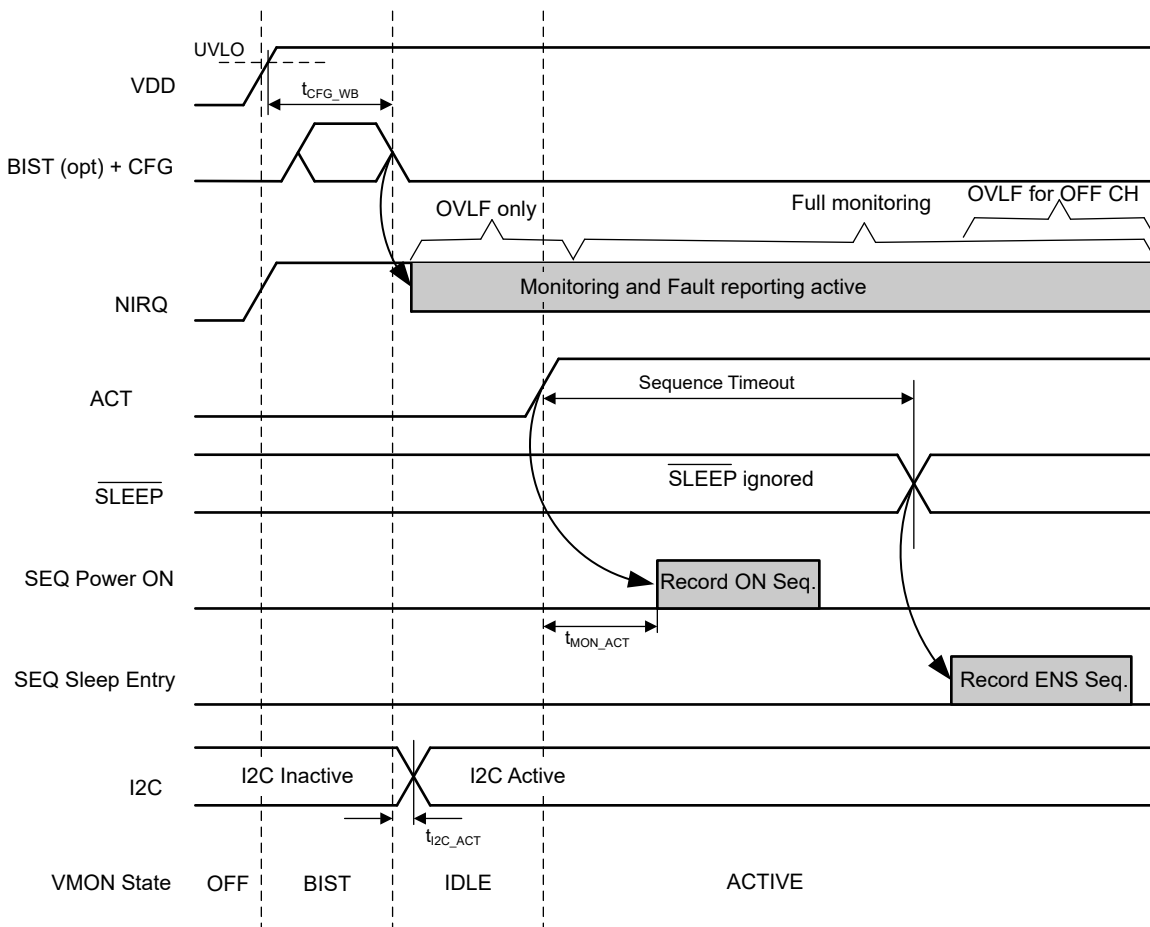 UVLO
VDD
tCFG_WB
BIST (opt) + CFG
OVLF only
Full monitoring
OVLF for OFF CH
NIRQ
Monitoring and Fault reporting active
ACT
Sequence Timeout
SLEEP
SLEEP ignored
SEQ Power ON
Record ON Seq.
tMON_ACT
SEQ Sleep Entry
Record ENS Seq.
I2C
I2C Inactive
I2C Active
tI2C_ACT
VMON State
OFF
BIST
IDLE
ACTIVE